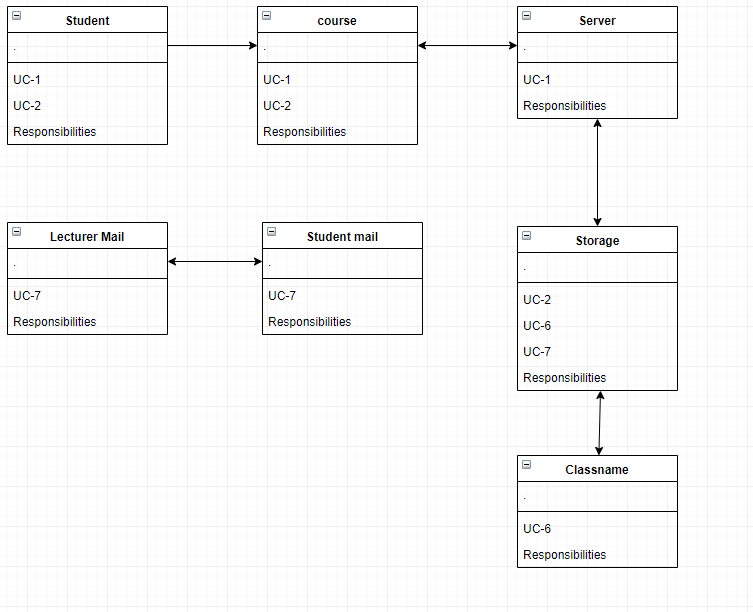 Student
.
UC-1
UC-2
Responsibilities
course
.
UC-1
UC-2
Responsibilities
Server
.
UC-1
Responsibilities
Lecturer Mail
.
UC-7
Responsibilities
Student mail
.
UC-7
Responsibilities
Storage
.
UC-2
UC-6
UC-7
Responsibilities
Classname
.
UC-6
Responsibilities